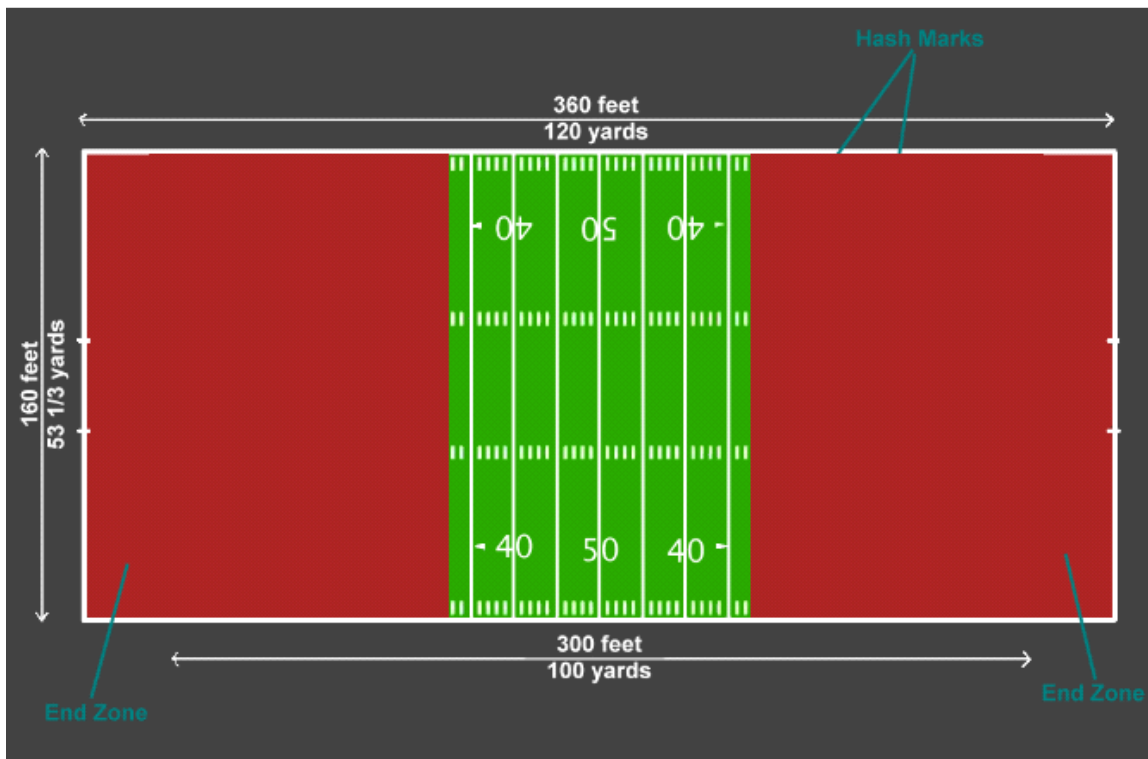 Hash Marks
360 feet
120 yards
40 50 40
160 feet
53 1/3 yards
40 50 40
300 feet
100 yards
End Zone
End Zone